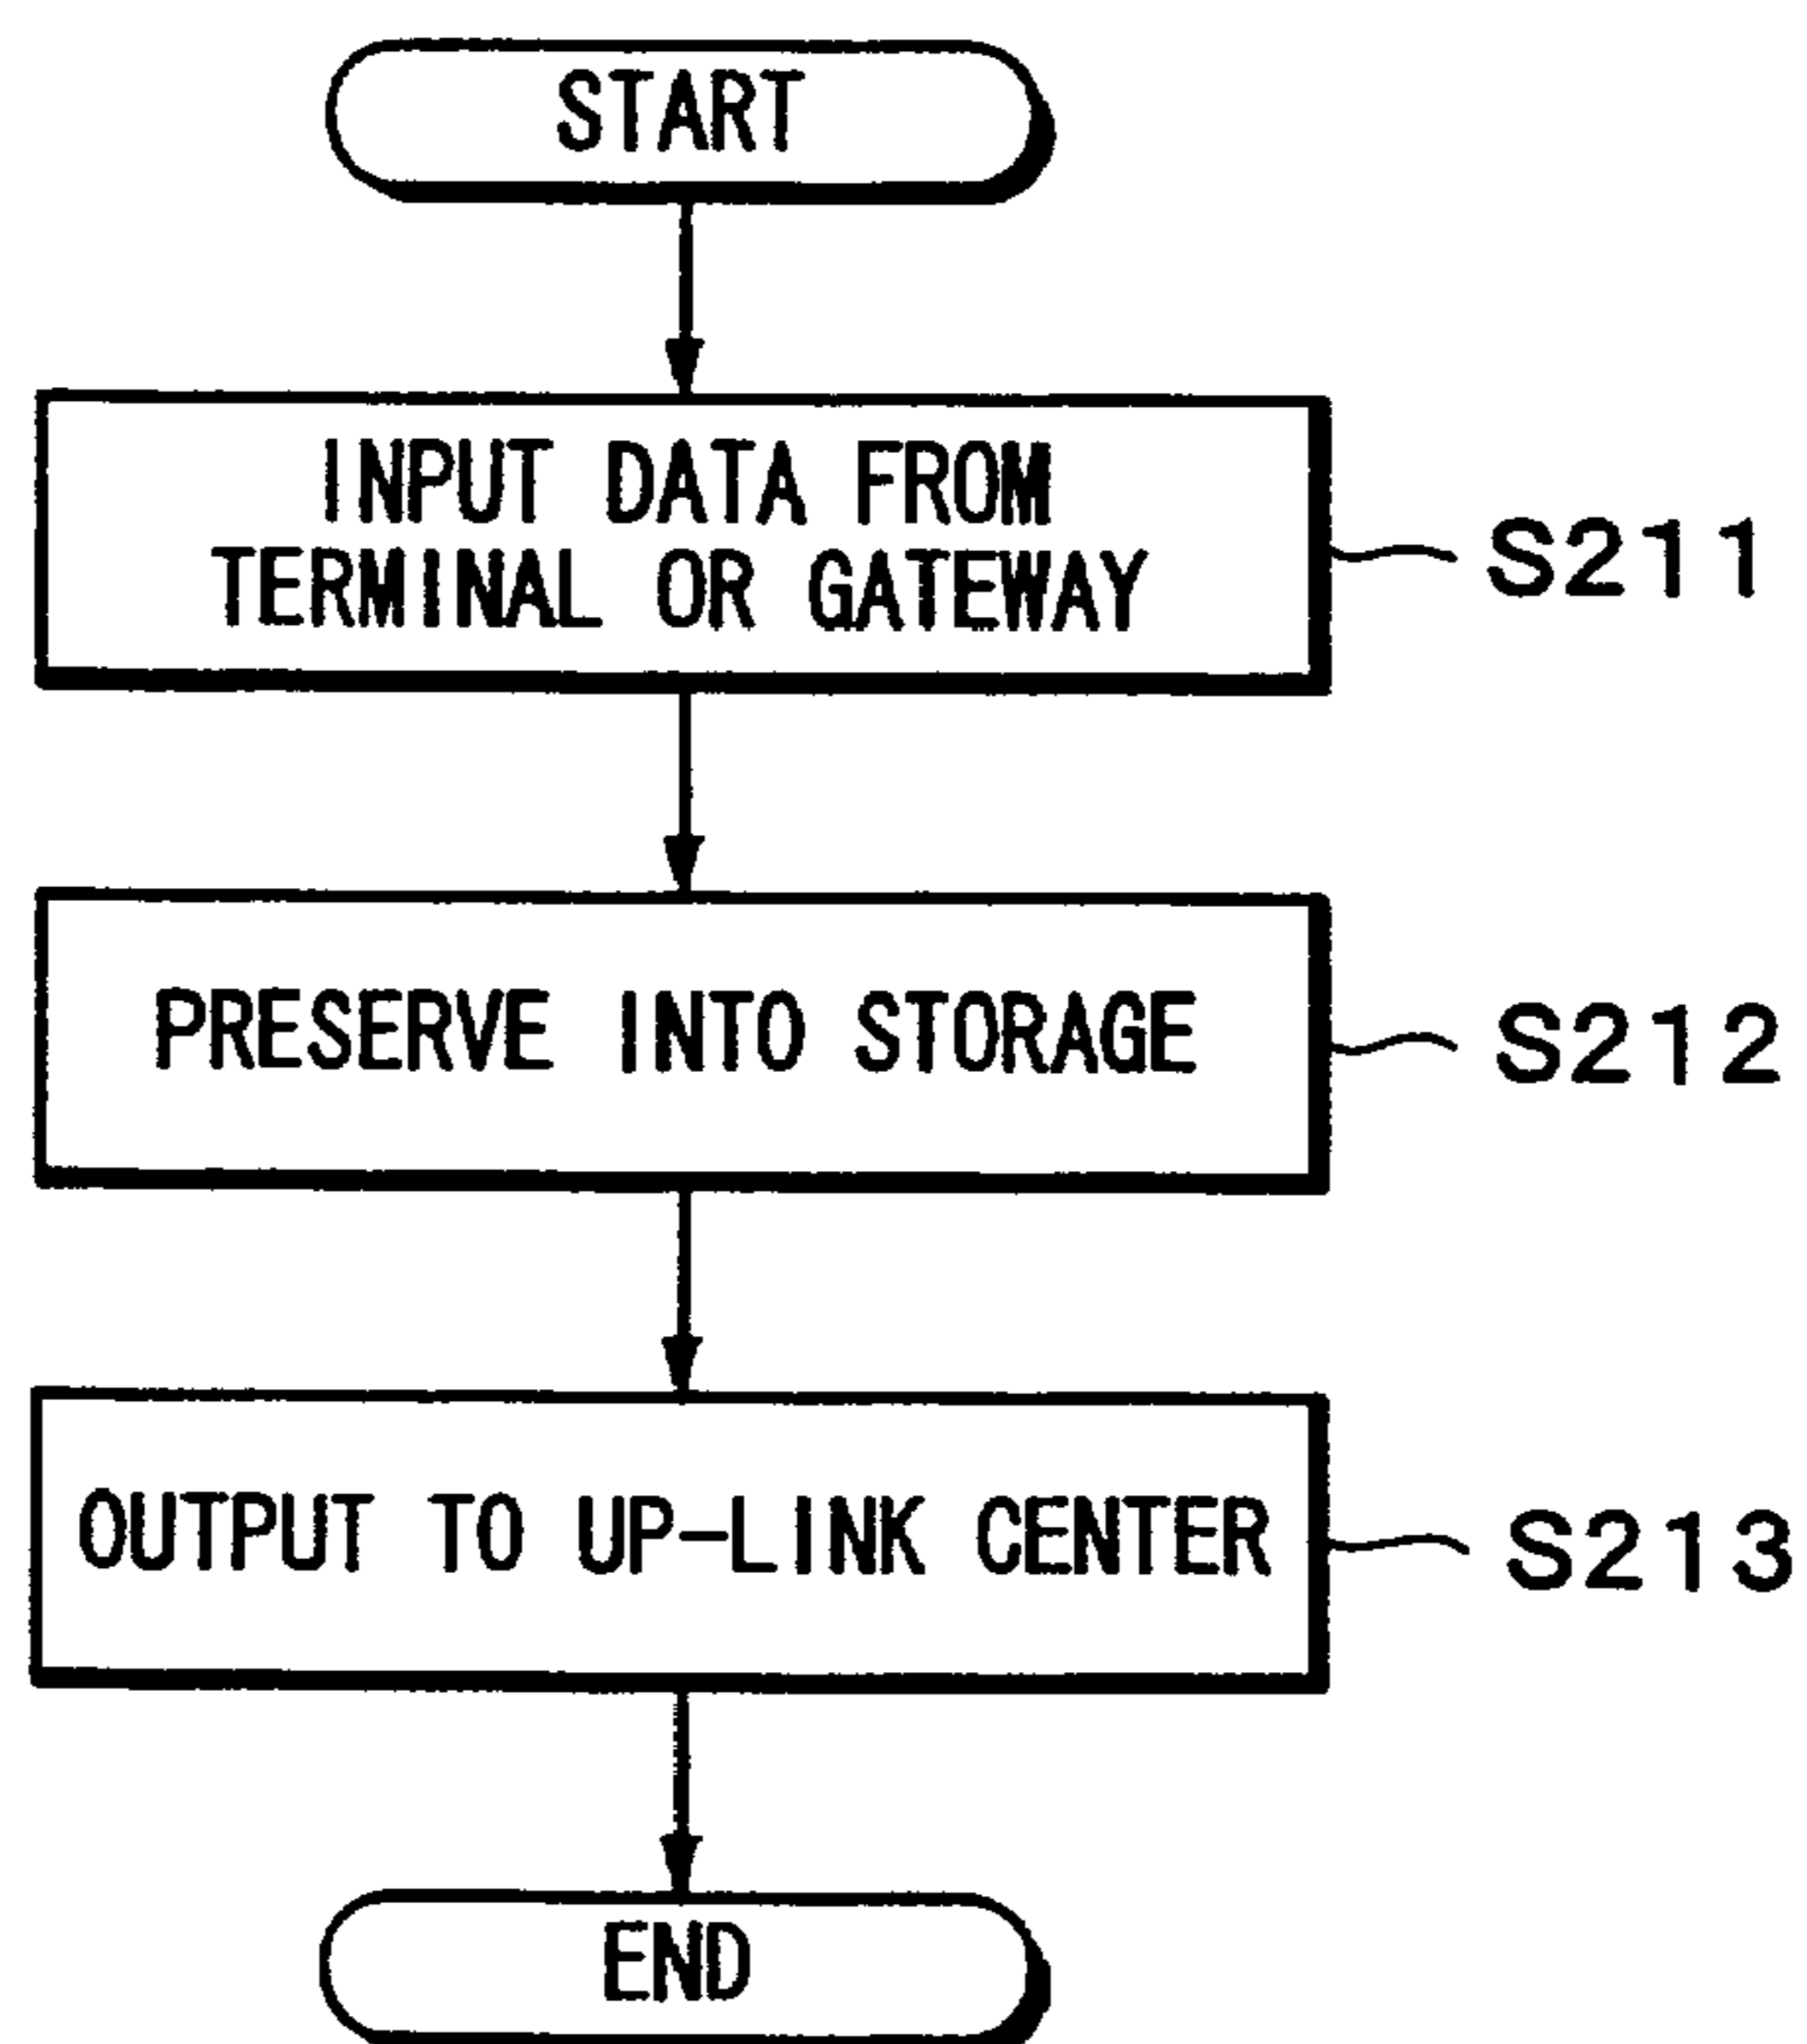 START
INPUT DATA FROM
TERMINAL OR GATEWAY
S211
PRESERVE INTO STORAGE
S212
OUTPUT TO UP-LINK CENTER
S213
END